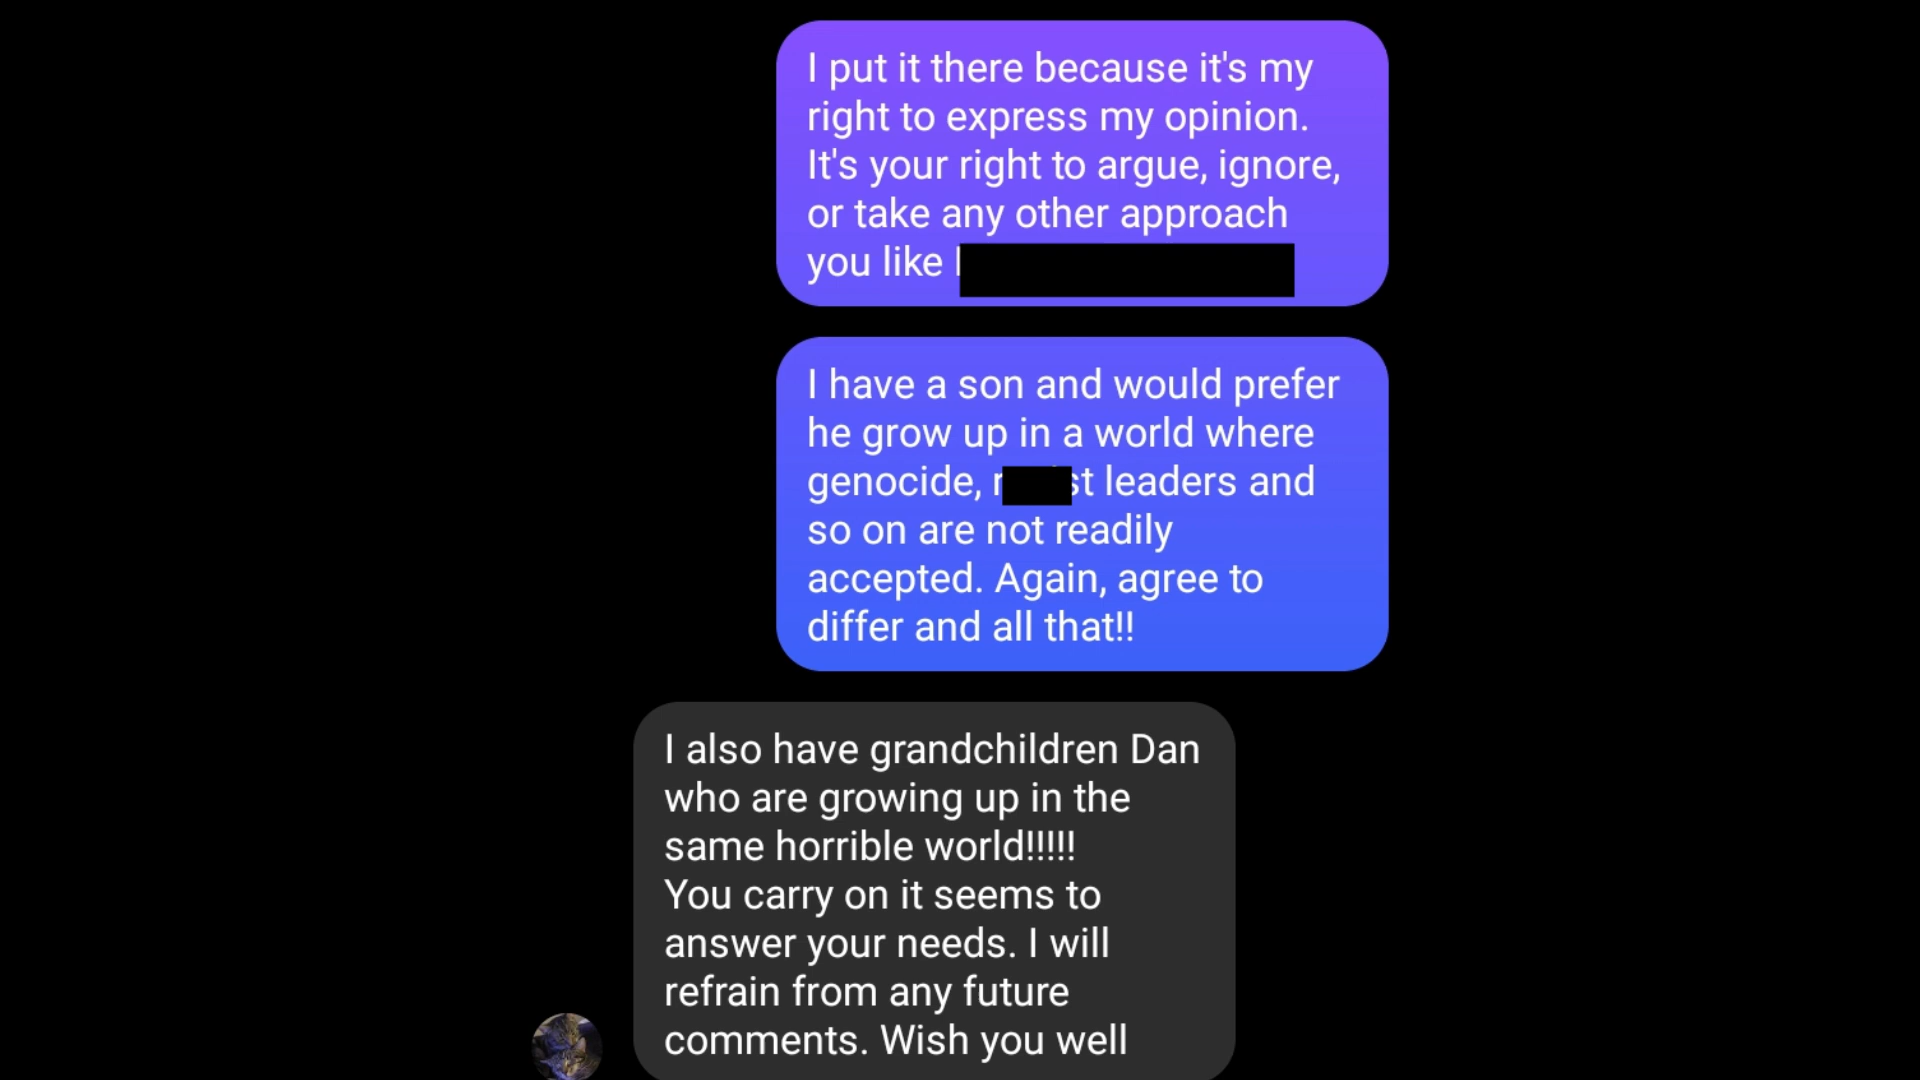 I put it there because it's my
right to express my opinion.
It's your right to argue, ignore,
or take any other approach
you like
I have a son and would prefer
he grow up in a world where
genocide, leaders and
so on are not readily
accepted. Again, agree to
differ and all that!!
I also have grandchildren Dan
who are growing up in the
same horrible world!!!!!
You carry on it seems to
answer your needs. I will
refrain from any future
comments. Wish you well